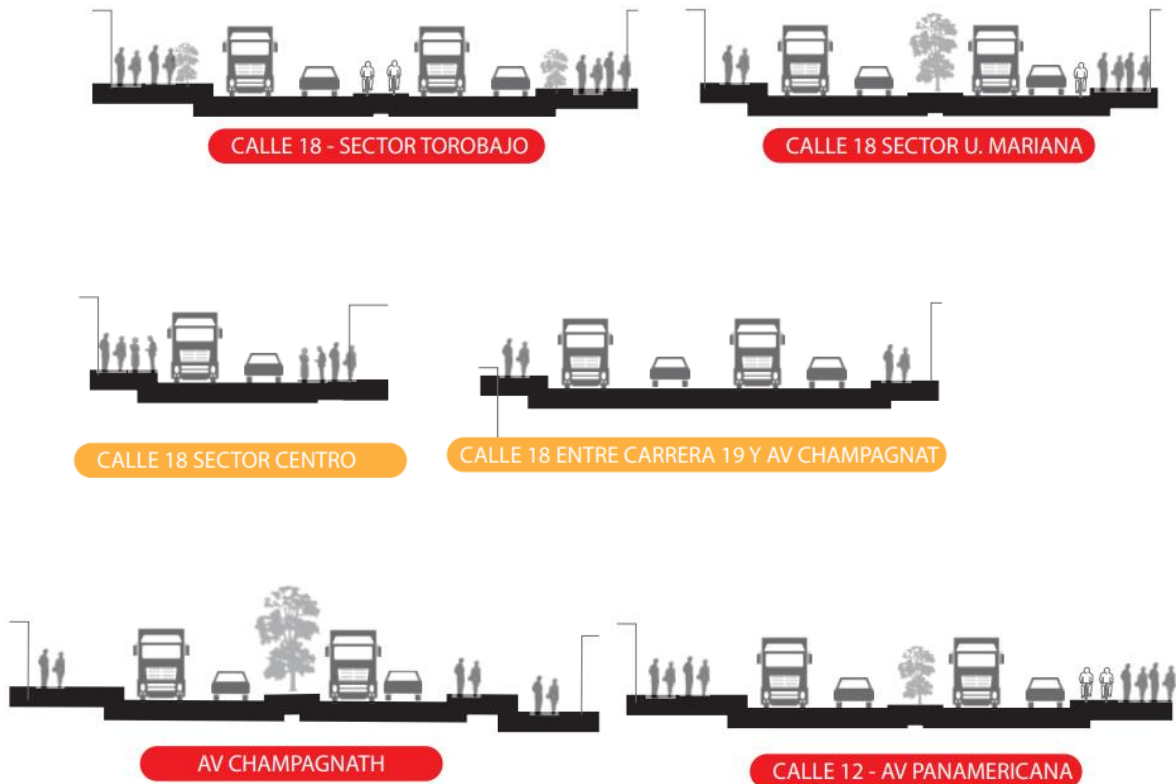 CALLE 18 - SECTOR TOROBAJO
CALLE 18 SECTOR U. MARIANA
CALLE 18 SECTOR CENTRO
CALLE 18 ENTRE CARRERA 19 Y AV CHAMPAGNAT
AV CHAMPAGNATH
CALLE 12 - AV PANAMERICANA